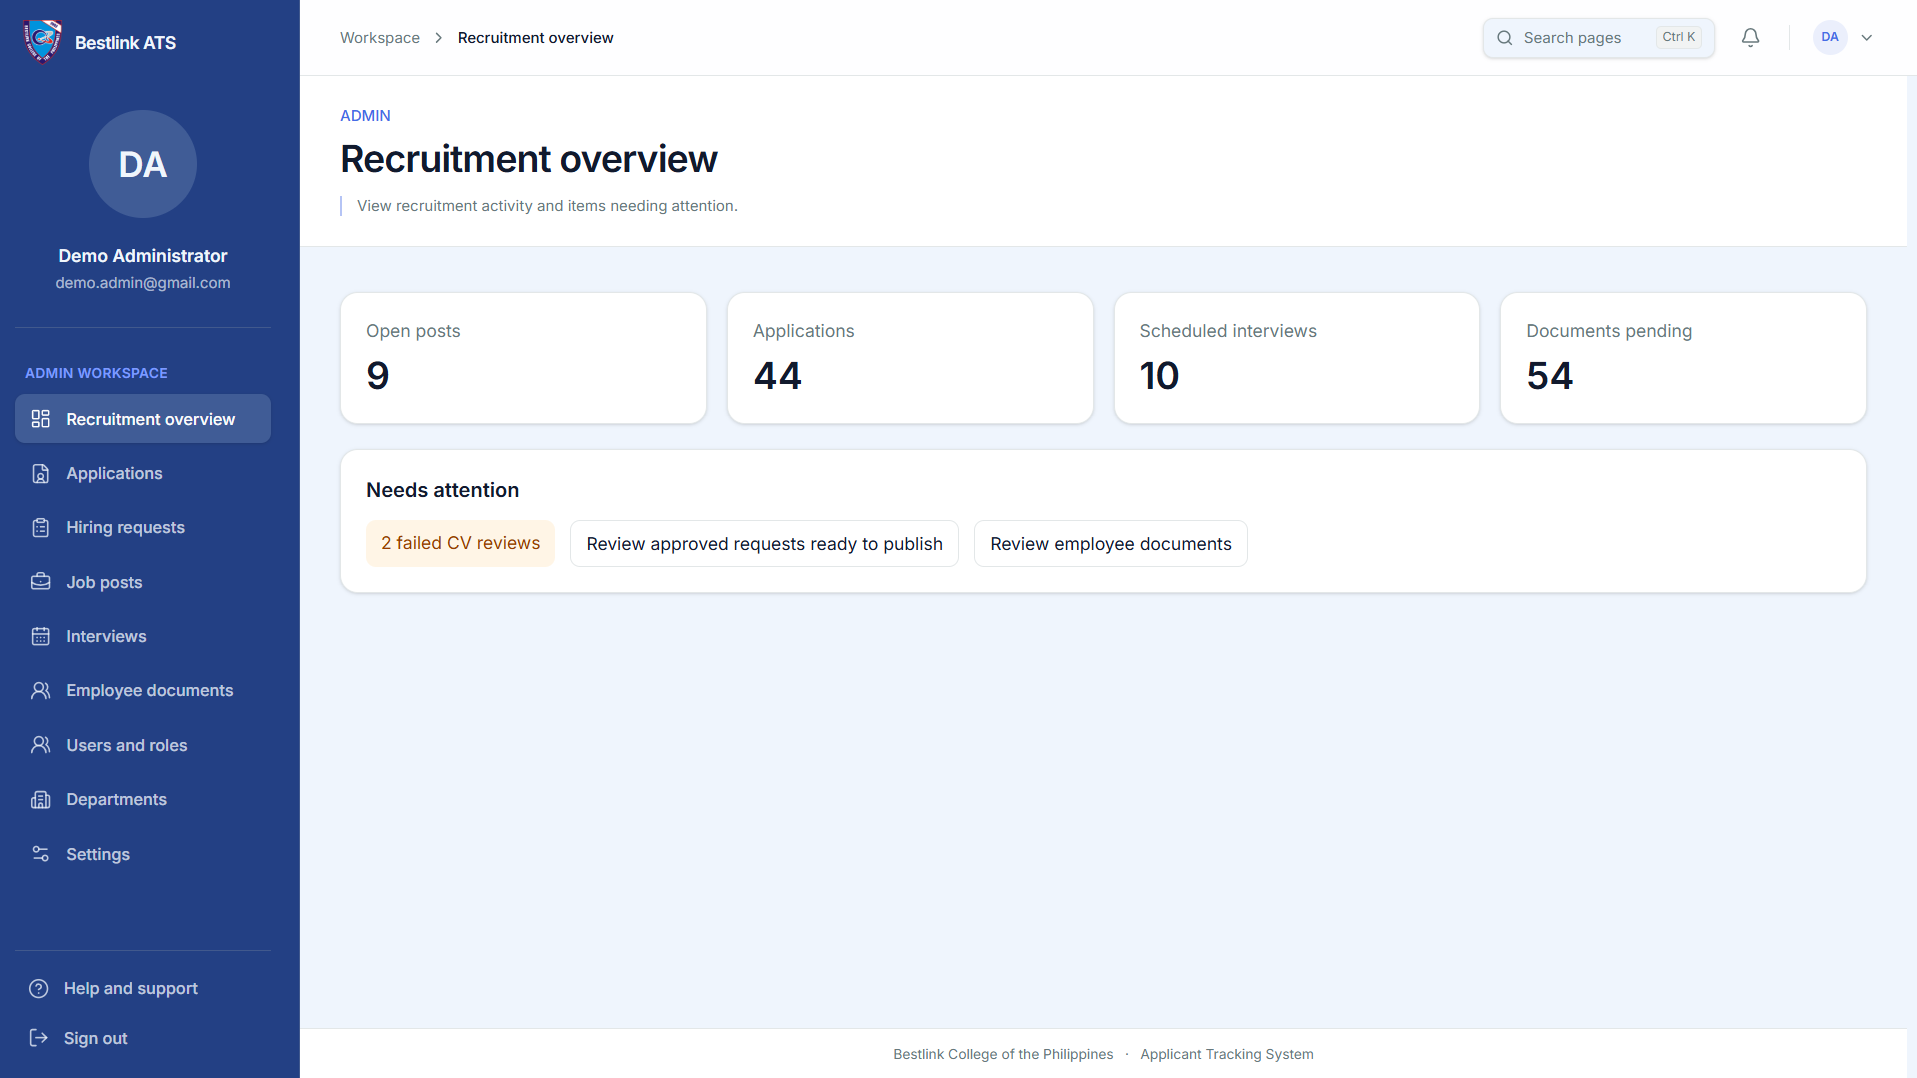 Bestlink ATS
DA
Demo Administrator
demo.admin@gmail.com
ADMIN WORKSPACE
Recruitment overview
Applications
Hiring requests
Job posts
Interviews
Employee documents
Users and roles
Departments
Settings
Help and support
Sign out
Workspace > Recruitment overview
Search pages Ctrl K
DA
ADMIN
Recruitment overview
View recruitment activity and items needing attention.
Open posts
9
Applications
44
Scheduled interviews
10
Documents pending
54
Needs attention
2 failed CV reviews
Review approved requests ready to publish
Review employee documents
Bestlink College of the Philippines · Applicant Tracking System